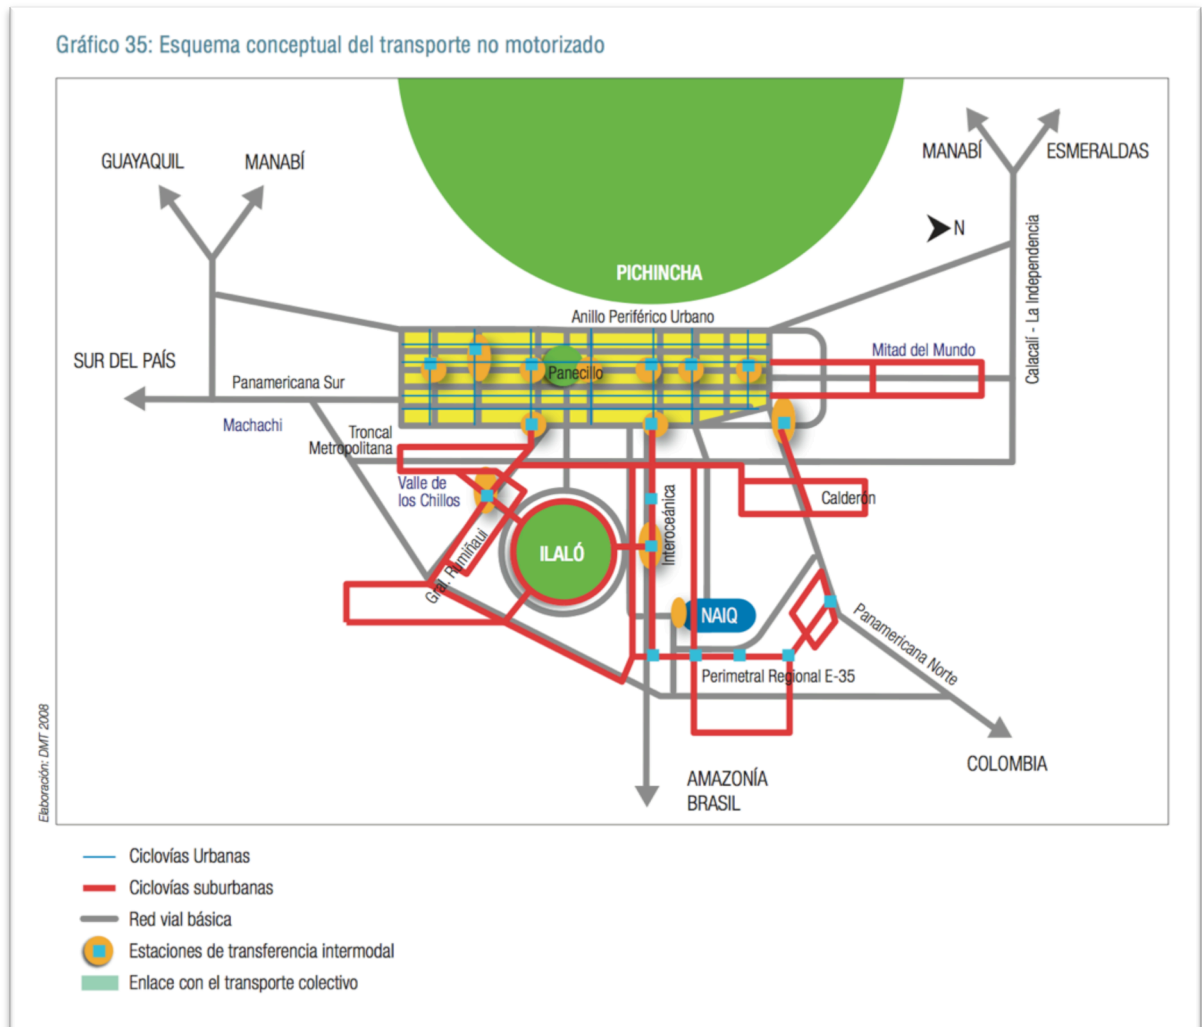 Gráfico 35: Esquema conceptual del transporte no motorizado
GUAYAQUIL
MANABÍ
MANABÍ
ESMERALDAS
N
Calacalí - La Independencia
PICHINCHA
Anillo Periférico Urbano
SUR DEL PAÍS
Panamericana Sur
Panecillo
Mitad del Mundo
Machachi
Troncal
Metropolitana
Valle de
los Chillos
Calderón
Interoceánica
ILALÓ
Gral. Rumiñaui
NAIQ
Panamericana Norte
Perimetral Regional E-35
COLOMBIA
AMAZONÍA
BRASIL
Elaboración: DMT 2008
Ciclovías Urbanas
Ciclovías suburbanas
Red vial básica
Estaciones de transferencia intermodal
Enlace con el transporte colectivo